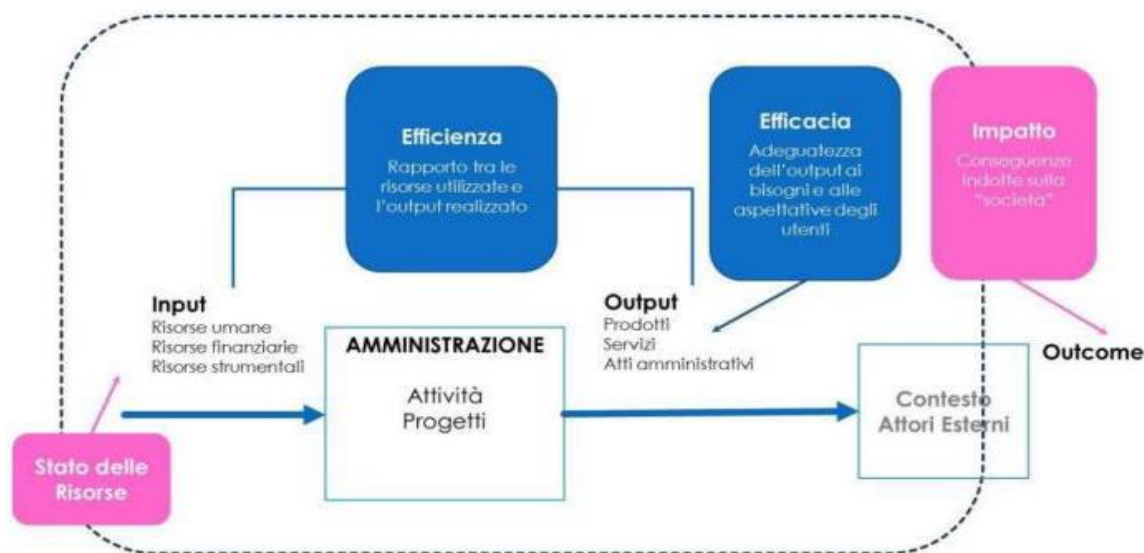 Efficienza
Rapporto tra le
risorse utilizzate e
l'output realizzato
Efficacia
Adeguatezza
dell'output ai
bisogni e alle
aspettative degli
utenti
Impatto
Conseguenze
indotte sulla
"società"
Input
Risorse umane
Risorse finanziarie
Risorse strumentali
AMMINISTRAZIONE
Attività
Progetti
Output
Prodotti
Servizi
Atti amministrativi
Outcome
Contesto
Attori Esterni
Stato delle
Risorse